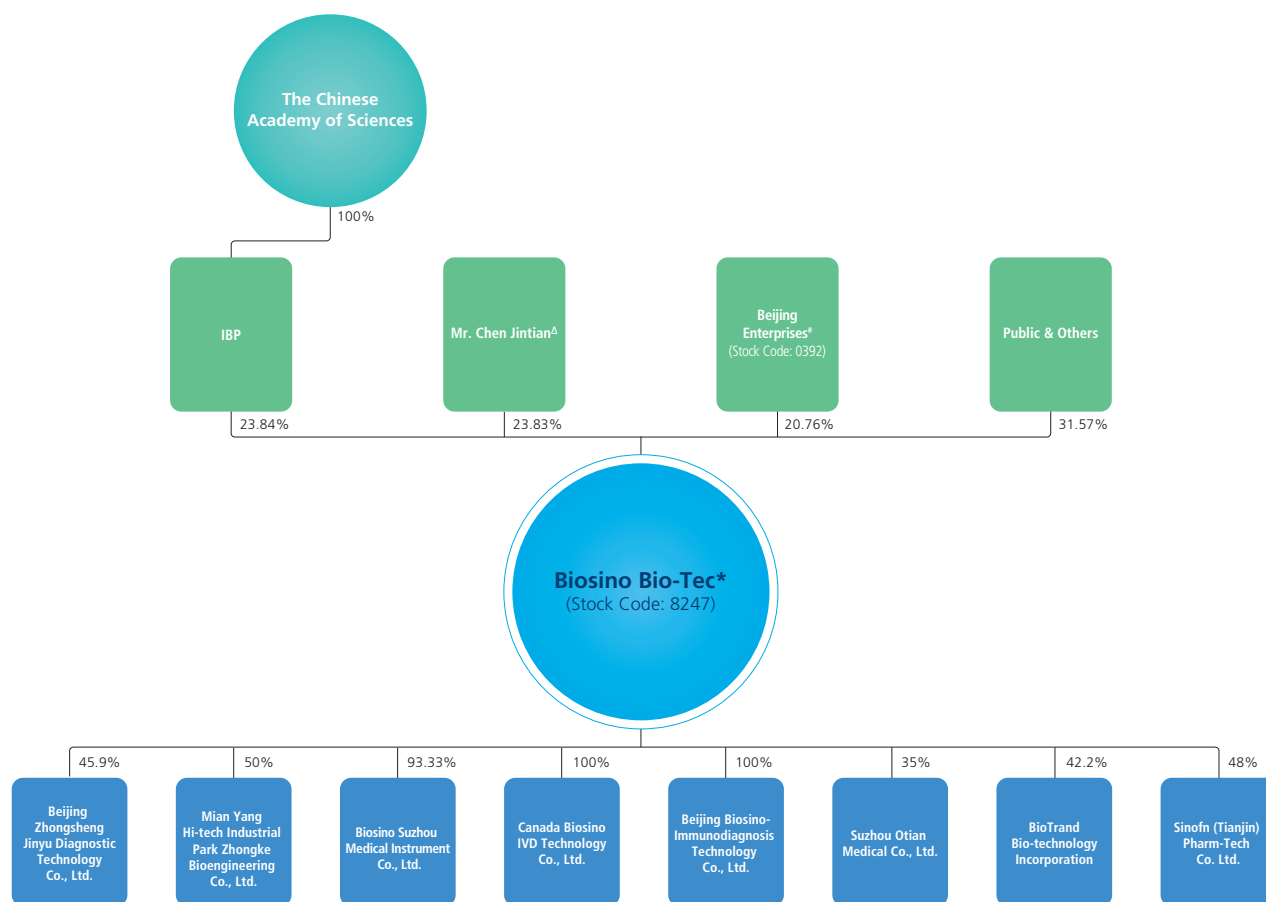 The Chinese
Academy of Sciences
100%
IBP
Mr. Chen JintianΔ
Beijing
Enterprises#
(Stock Code: 0392)
Public & Others
23.84%
23.83%
20.76%
31.57%
Biosino Bio-Tec*
(Stock Code: 8247)
45.9%
50%
93.33%
100%
100%
35%
42.2%
48%
Beijing
Zhongsheng
Jinyu Diagnostic
Technology
Co., Ltd.
Mian Yang
Hi-tech Industrial
Park Zhongke
Bioengineering
Co., Ltd.
Biosino Suzhou
Medical Instrument
Co., Ltd.
Canada Biosino
IVD Technology
Co., Ltd.
Beijing Biosino-
Immunodiagnosis
Technology
Co., Ltd.
Suzhou Otian
Medical Co., Ltd.
BioTrand
Bio-technology
Incorporation
Sinofn (Tianjin)
Pharm-Tech
Co. Ltd.